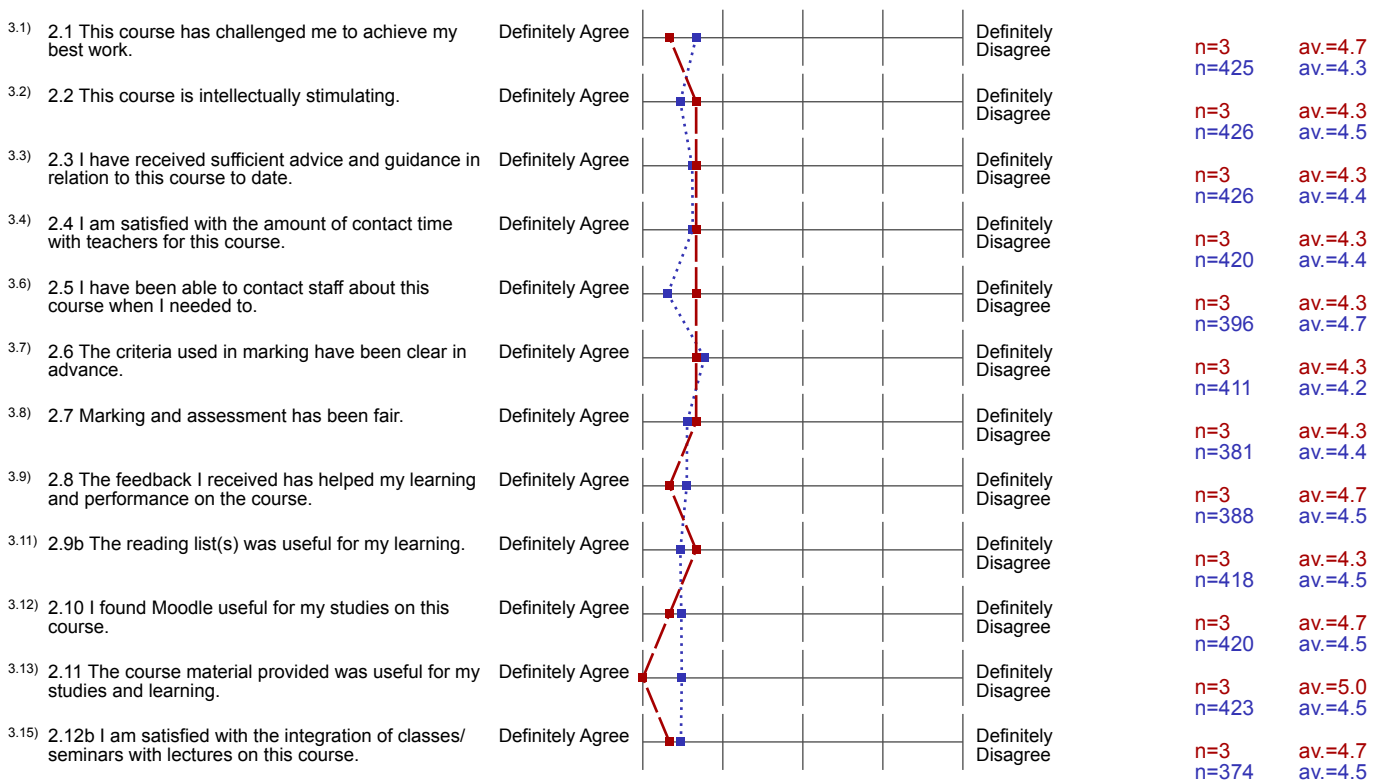 3.1) 2.1 This course has challenged me to achieve my best work. Definitely Agree Definitely Disagree n=3 av.=4.7
n=425 av.=4.3
3.2) 2.2 This course is intellectually stimulating. Definitely Agree Definitely Disagree n=3 av.=4.3
n=426 av.=4.5
3.3) 2.3 I have received sufficient advice and guidance in relation to this course to date. Definitely Agree Definitely Disagree n=3 av.=4.3
n=426 av.=4.4
3.4) 2.4 I am satisfied with the amount of contact time with teachers for this course. Definitely Agree Definitely Disagree n=3 av.=4.3
n=420 av.=4.4
3.6) 2.5 I have been able to contact staff about this course when I needed to. Definitely Agree Definitely Disagree n=3 av.=4.3
n=396 av.=4.7
3.7) 2.6 The criteria used in marking have been clear in advance. Definitely Agree Definitely Disagree n=3 av.=4.3
n=411 av.=4.2
3.8) 2.7 Marking and assessment has been fair. Definitely Agree Definitely Disagree n=3 av.=4.3
n=381 av.=4.4
3.9) 2.8 The feedback I received has helped my learning and performance on the course. Definitely Agree Definitely Disagree n=3 av.=4.7
n=388 av.=4.5
3.11) 2.9b The reading list(s) was useful for my learning. Definitely Agree Definitely Disagree n=3 av.=4.3
n=418 av.=4.5
3.12) 2.10 I found Moodle useful for my studies on this course. Definitely Agree Definitely Disagree n=3 av.=4.7
n=420 av.=4.5
3.13) 2.11 The course material provided was useful for my studies and learning. Definitely Agree Definitely Disagree n=3 av.=5.0
n=423 av.=4.5
3.15) 2.12b I am satisfied with the integration of classes/ seminars with lectures on this course. Definitely Agree Definitely Disagree n=3 av.=4.7
n=374 av.=4.5